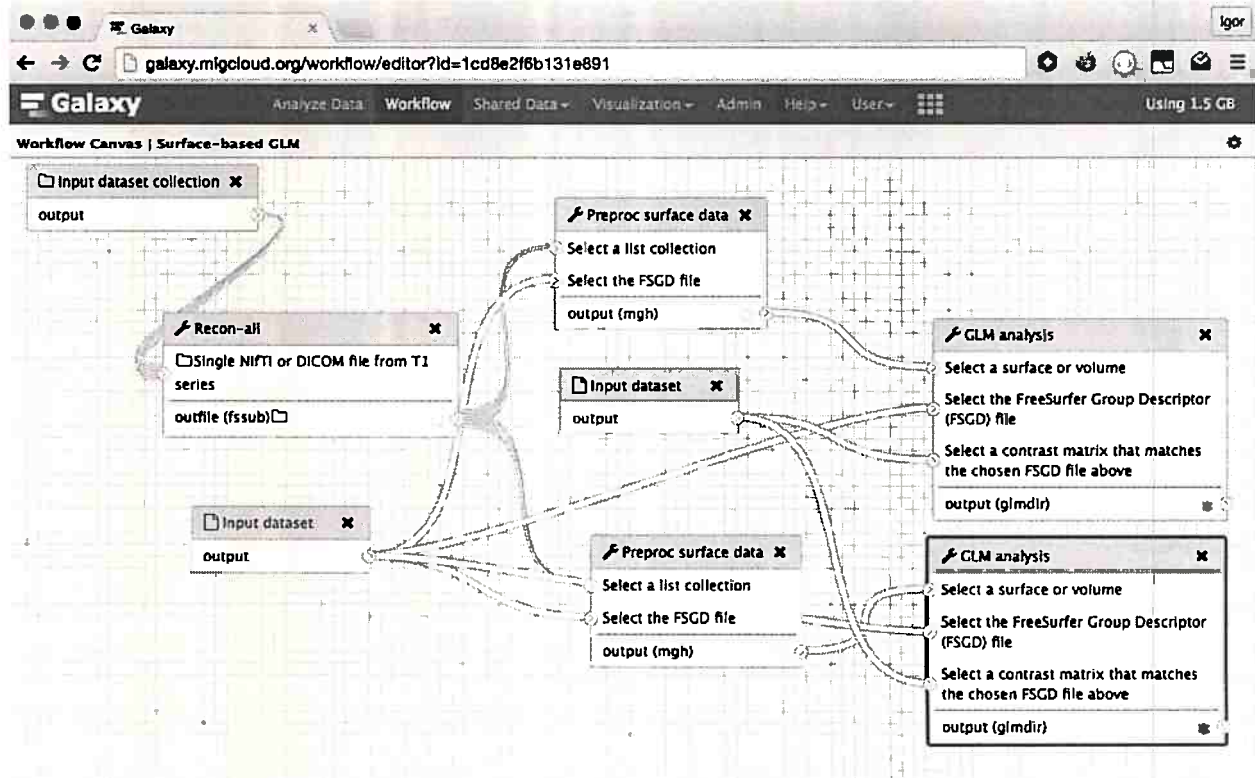 Galaxy
Igor
galaxy.migcloud.org/workflow/editor?id=1cd8e2f6b131e891
Galaxy Analyze Data Workflow Shared Data Visualization Admin Help User Using 1.5 GB
Workflow Canvas | Surface-based GLM
Input dataset collection
output
Preproc surface data
Select a list collection
Select the FSGD file
output (mgh)
Recon-all
Single NIfTI or DICOM file from T1
series
outfile (fssub)
Input dataset
output
GLM analysis
Select a surface or volume
Select the FreeSurfer Group Descriptor
(FSGD) file
Select a contrast matrix that matches
the chosen FSGD file above
output (glmdir)
Input dataset
output
Preproc surface data
Select a list collection
Select the FSGD file
output (mgh)
GLM analysis
Select a surface or volume
Select the FreeSurfer Group Descriptor
(FSGD) file
Select a contrast matrix that matches
the chosen FSGD file above
output (glmdir)